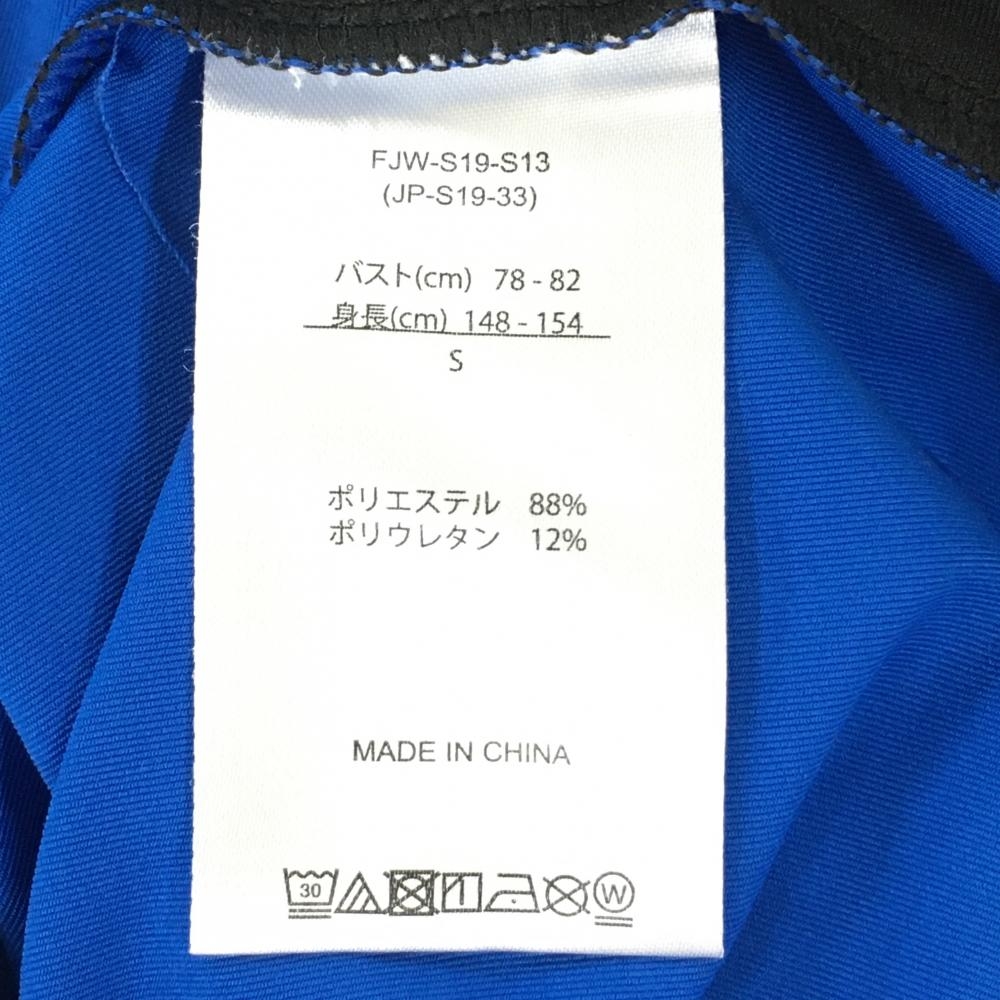 FJW-S19-S13
(JP-S19-33)
バスト(cm) 78 - 82
身長(cm) 148 - 154
S
ポリエステル 88%
ポリウレタン 12%
MADE IN CHINA
30 W